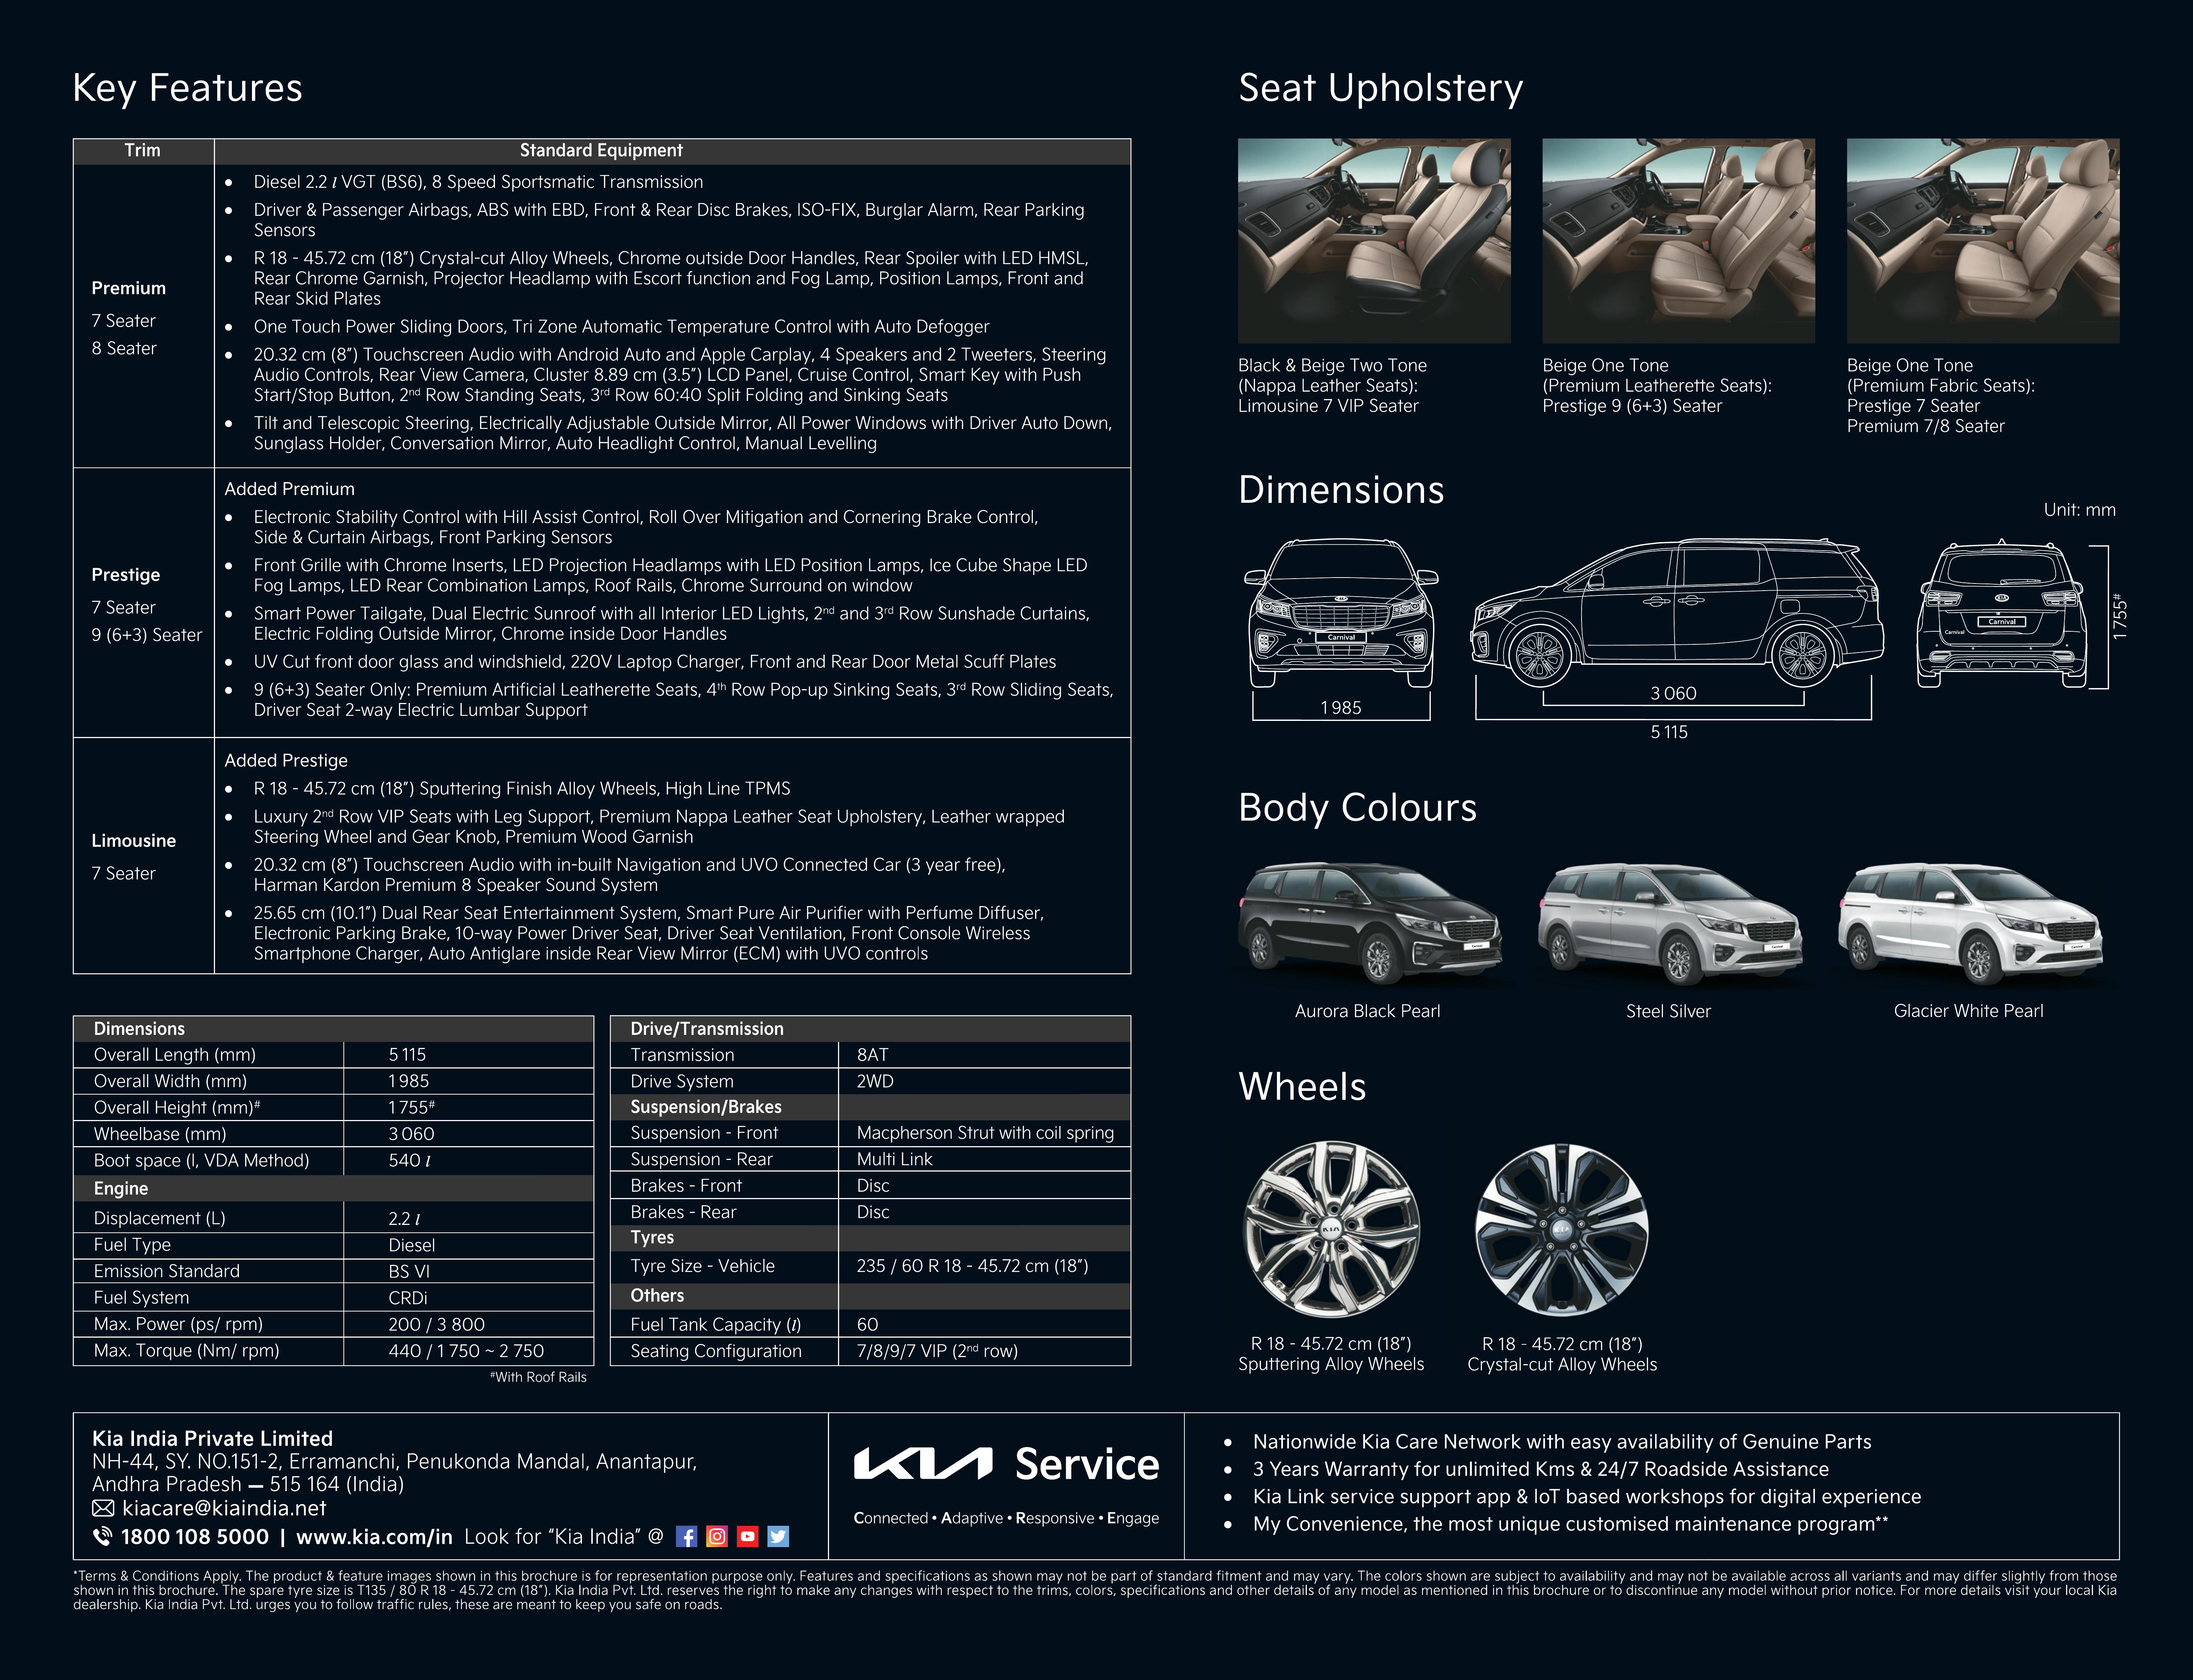 Key Features
Trim Standard Equipment
Premium
7 Seater
8 Seater
• Diesel 2.2 l VGT (BS6), 8 Speed Sportsmatic Transmission
• Driver & Passenger Airbags, ABS with EBD, Front & Rear Disc Brakes, ISO-FIX, Burglar Alarm, Rear Parking
Sensors
• R 18 - 45.72 cm (18”) Crystal-cut Alloy Wheels, Chrome outside Door Handles, Rear Spoiler with LED HMSL,
Rear Chrome Garnish, Projector Headlamp with Escort function and Fog Lamp, Position Lamps, Front and
Rear Skid Plates
• One Touch Power Sliding Doors, Tri Zone Automatic Temperature Control with Auto Defogger
• 20.32 cm (8”) Touchscreen Audio with Android Auto and Apple Carplay, 4 Speakers and 2 Tweeters, Steering
Audio Controls, Rear View Camera, Cluster 8.89 cm (3.5”) LCD Panel, Cruise Control, Smart Key with Push
Start/Stop Button, 2nd Row Standing Seats, 3rd Row 60:40 Split Folding and Sinking Seats
• Tilt and Telescopic Steering, Electrically Adjustable Outside Mirror, All Power Windows with Driver Auto Down,
Sunglass Holder, Conversation Mirror, Auto Headlight Control, Manual Levelling
Prestige
7 Seater
9 (6+3) Seater
Added Premium
• Electronic Stability Control with Hill Assist Control, Roll Over Mitigation and Cornering Brake Control,
Side & Curtain Airbags, Front Parking Sensors
• Front Grille with Chrome Inserts, LED Projection Headlamps with LED Position Lamps, Ice Cube Shape LED
Fog Lamps, LED Rear Combination Lamps, Roof Rails, Chrome Surround on window
• Smart Power Tailgate, Dual Electric Sunroof with all Interior LED Lights, 2nd and 3rd Row Sunshade Curtains,
Electric Folding Outside Mirror, Chrome inside Door Handles
• UV Cut front door glass and windshield, 220V Laptop Charger, Front and Rear Door Metal Scuff Plates
• 9 (6+3) Seater Only: Premium Artificial Leatherette Seats, 4th Row Pop-up Sinking Seats, 3rd Row Sliding Seats,
Driver Seat 2-way Electric Lumbar Support
Limousine
7 Seater
Added Prestige
• R 18 - 45.72 cm (18”) Sputtering Finish Alloy Wheels, High Line TPMS
• Luxury 2nd Row VIP Seats with Leg Support, Premium Nappa Leather Seat Upholstery, Leather wrapped
Steering Wheel and Gear Knob, Premium Wood Garnish
• 20.32 cm (8”) Touchscreen Audio with in-built Navigation and UVO Connected Car (3 year free),
Harman Kardon Premium 8 Speaker Sound System
• 25.65 cm (10.1”) Dual Rear Seat Entertainment System, Smart Pure Air Purifier with Perfume Diffuser,
Electronic Parking Brake, 10-way Power Driver Seat, Driver Seat Ventilation, Front Console Wireless
Smartphone Charger, Auto Antiglare inside Rear View Mirror (ECM) with UVO controls
Dimensions
Overall Length (mm) 5 115
Overall Width (mm) 1 985
Overall Height (mm)# 1 755#
Wheelbase (mm) 3 060
Boot space (l, VDA Method) 540 l
Engine
Displacement (L) 2.2 l
Fuel Type Diesel
Emission Standard BS VI
Fuel System CRDi
Max. Power (ps/ rpm) 200 / 3 800
Max. Torque (Nm/ rpm) 440 / 1 750 ~ 2 750
#With Roof Rails
Drive/Transmission
Transmission 8AT
Drive System 2WD
Suspension/Brakes
Suspension - Front Macpherson Strut with coil spring
Suspension - Rear Multi Link
Brakes - Front Disc
Brakes - Rear Disc
Tyres
Tyre Size - Vehicle 235 / 60 R 18 - 45.72 cm (18”)
Others
Fuel Tank Capacity (l) 60
Seating Configuration 7/8/9/7 VIP (2nd row)
Seat Upholstery
Black & Beige Two Tone
(Nappa Leather Seats):
Limousine 7 VIP Seater
Beige One Tone
(Premium Leatherette Seats):
Prestige 9 (6+3) Seater
Beige One Tone
(Premium Fabric Seats):
Prestige 7 Seater
Premium 7/8 Seater
Dimensions
Unit: mm
KIA
Carnival
1 985
3 060
5 115
KIA
Carnival
Carnival
1 755#
Body Colours
Carnival
Carnival
Carnival
Aurora Black Pearl
Steel Silver
Glacier White Pearl
Wheels
KIA
KIA
R 18 - 45.72 cm (18”)
Sputtering Alloy Wheels
R 18 - 45.72 cm (18”)
Crystal-cut Alloy Wheels
Kia India Private Limited
NH-44, SY. NO.151-2, Erramanchi, Penukonda Mandal, Anantapur,
Andhra Pradesh — 515 164 (India)
kiacare@kiaindia.net
1800 108 5000 | www.kia.com/in Look for “Kia India” @
KIA Service
Connected • Adaptive • Responsive • Engage
• Nationwide Kia Care Network with easy availability of Genuine Parts
• 3 Years Warranty for unlimited Kms & 24/7 Roadside Assistance
• Kia Link service support app & IoT based workshops for digital experience
• My Convenience, the most unique customised maintenance program**
*Terms & Conditions Apply. The product & feature images shown in this brochure is for representation purpose only. Features and specifications as shown may not be part of standard fitment and may vary. The colors shown are subject to availability and may not be available across all variants and may differ slightly from those
shown in this brochure. The spare tyre size is T135 / 80 R 18 - 45.72 cm (18”). Kia India Pvt. Ltd. reserves the right to make any changes with respect to the trims, colors, specifications and other details of any model as mentioned in this brochure or to discontinue any model without prior notice. For more details visit your local Kia
dealership. Kia India Pvt. Ltd. urges you to follow traffic rules, these are meant to keep you safe on roads.